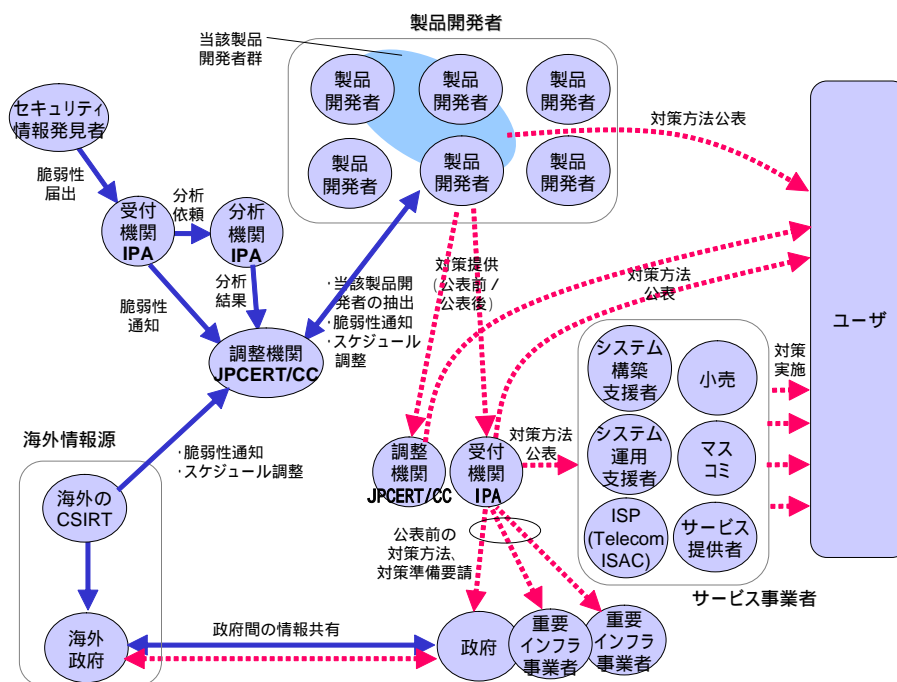 製品開発者
当該製品
開発者群
製品
開発者
製品
開発者
製品
開発者
製品
開発者
製品
開発者
製品
開発者
セキュリティ
情報発見者
脆弱性
届出
分析
依頼
受付
機関
IPA
分析
機関
IPA
脆弱性
通知
分析
結果
・当該製品開
発者の抽出
・脆弱性通知
・スケジュール
調整
調整機関
JPCERT/CC
対策提供
(公表前/
公表後)
対策方法公表
対策方法
公表
ユーザ
海外情報源
・脆弱性通知
・スケジュール調整
海外の
CSIRT
海外
政府
調整
機関
JPCERT/CC
受付
機関
IPA
対策方法
公表
システム
構築
支援者
小売
システム
運用
支援者
マス
コミ
ISP
(Telecom
ISAC)
サービス
提供者
サービス事業者
対策
実施
公表前の
対策方法、
対策準備要請
政府間の情報共有
政府
重要
インフラ
事業者
重要
インフラ
事業者